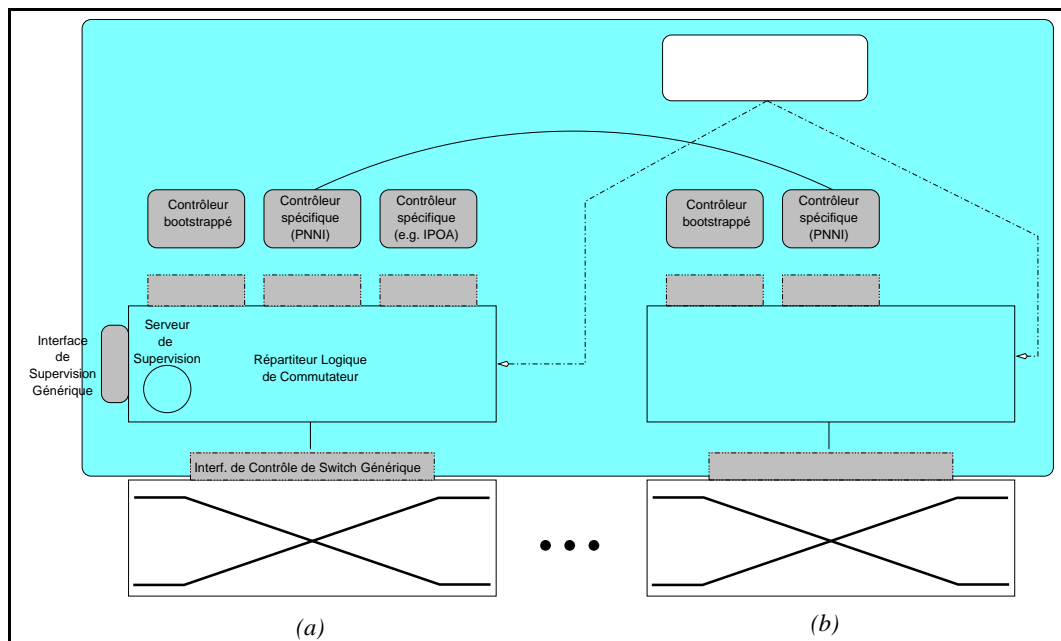 Contrôleur
bootstrappé
Contrôleur
spécifique
(PNNI)
Contrôleur
spécifique
(e.g. IPOA)
Contrôleur
bootstrappé
Contrôleur
spécifique
(PNNI)
Interface
de
Supervision
Générique
Serveur
de
Supervision
Répartiteur Logique
de Commutateur
Interf. de Contrôle de Switch Générique
(a)
(b)